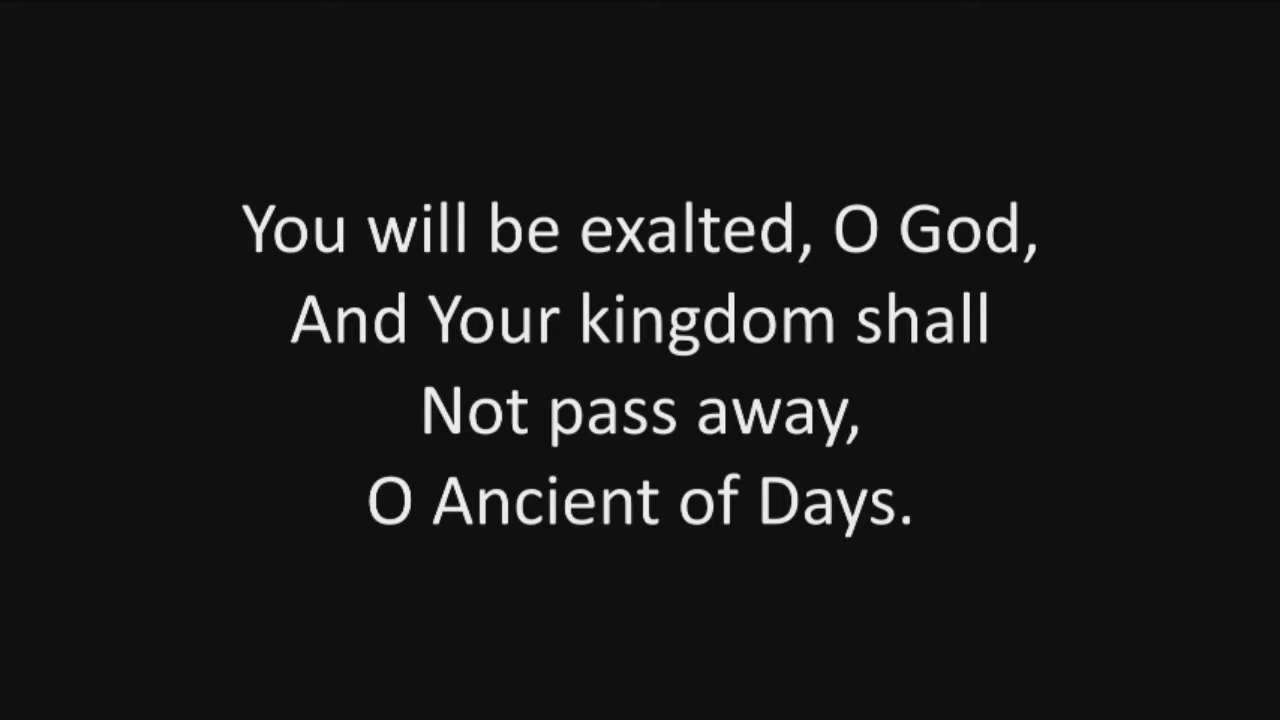 You will be exalted, O God,
And Your kingdom shall
Not pass away,
O Ancient of Days.